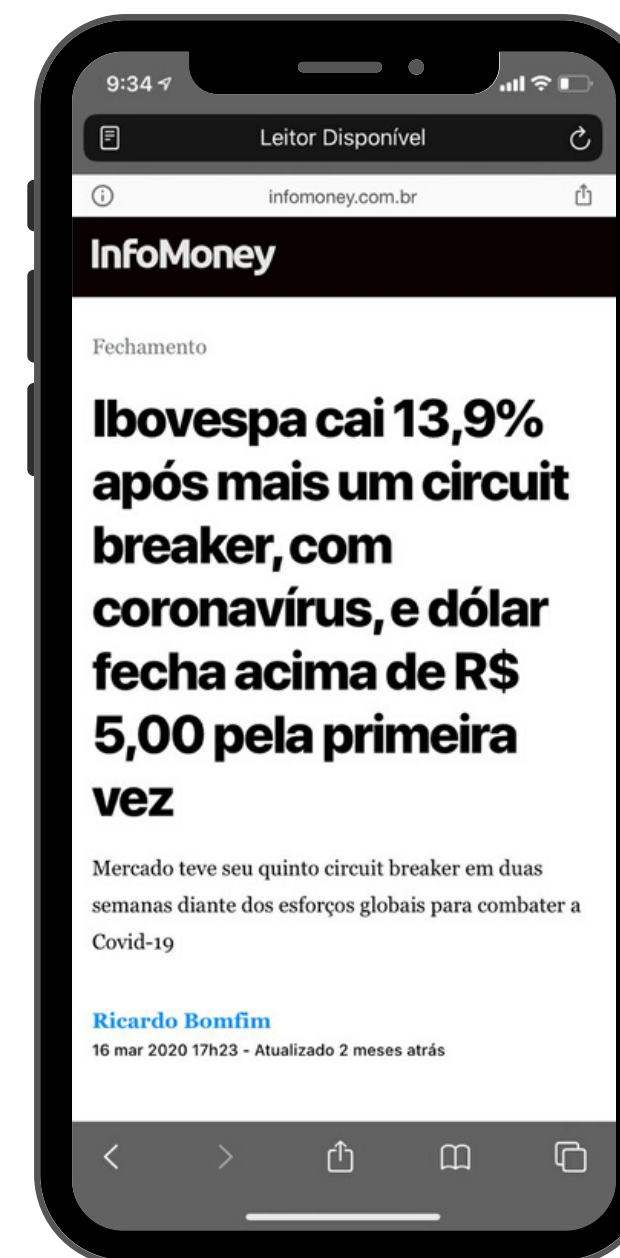 9:34
Leitor Disponível
infomoney.com.br
InfoMoney
Fechamento
Ibovespa cai 13,9%
após mais um circuit
breaker, com
coronavírus, e dólar
fecha acima de R$
5,00 pela primeira
vez
Mercado teve seu quinto circuit breaker em duas
semanas diante dos esforços globais para combater a
Covid-19
Ricardo Bomfim
16 mar 2020 17h23 - Atualizado 2 meses atrás